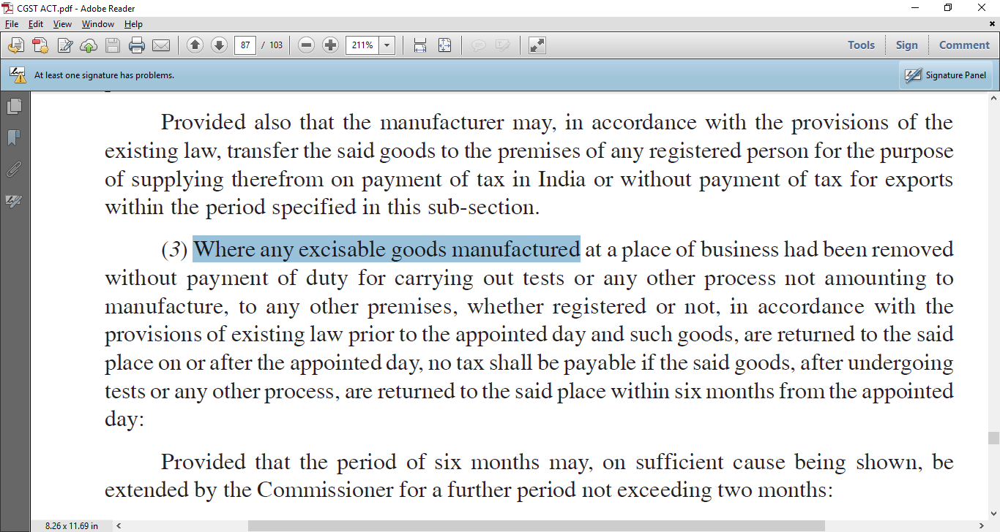 CGST ACT.pdf - Adobe Reader
File Edit View Window Help
87 / 103 211% Tools Sign Comment
At least one signature has problems. Signature Panel
Provided also that the manufacturer may, in accordance with the provisions of the
existing law, transfer the said goods to the premises of any registered person for the purpose
of supplying therefrom on payment of tax in India or without payment of tax for exports
within the period specified in this sub-section.
(3) Where any excisable goods manufactured at a place of business had been removed
without payment of duty for carrying out tests or any other process not amounting to
manufacture, to any other premises, whether registered or not, in accordance with the
provisions of existing law prior to the appointed day and such goods, are returned to the said
place on or after the appointed day, no tax shall be payable if the said goods, after undergoing
tests or any other process, are returned to the said place within six months from the appointed
day:
Provided that the period of six months may, on sufficient cause being shown, be
extended by the Commissioner for a further period not exceeding two months:
8.26 x 11.69 in